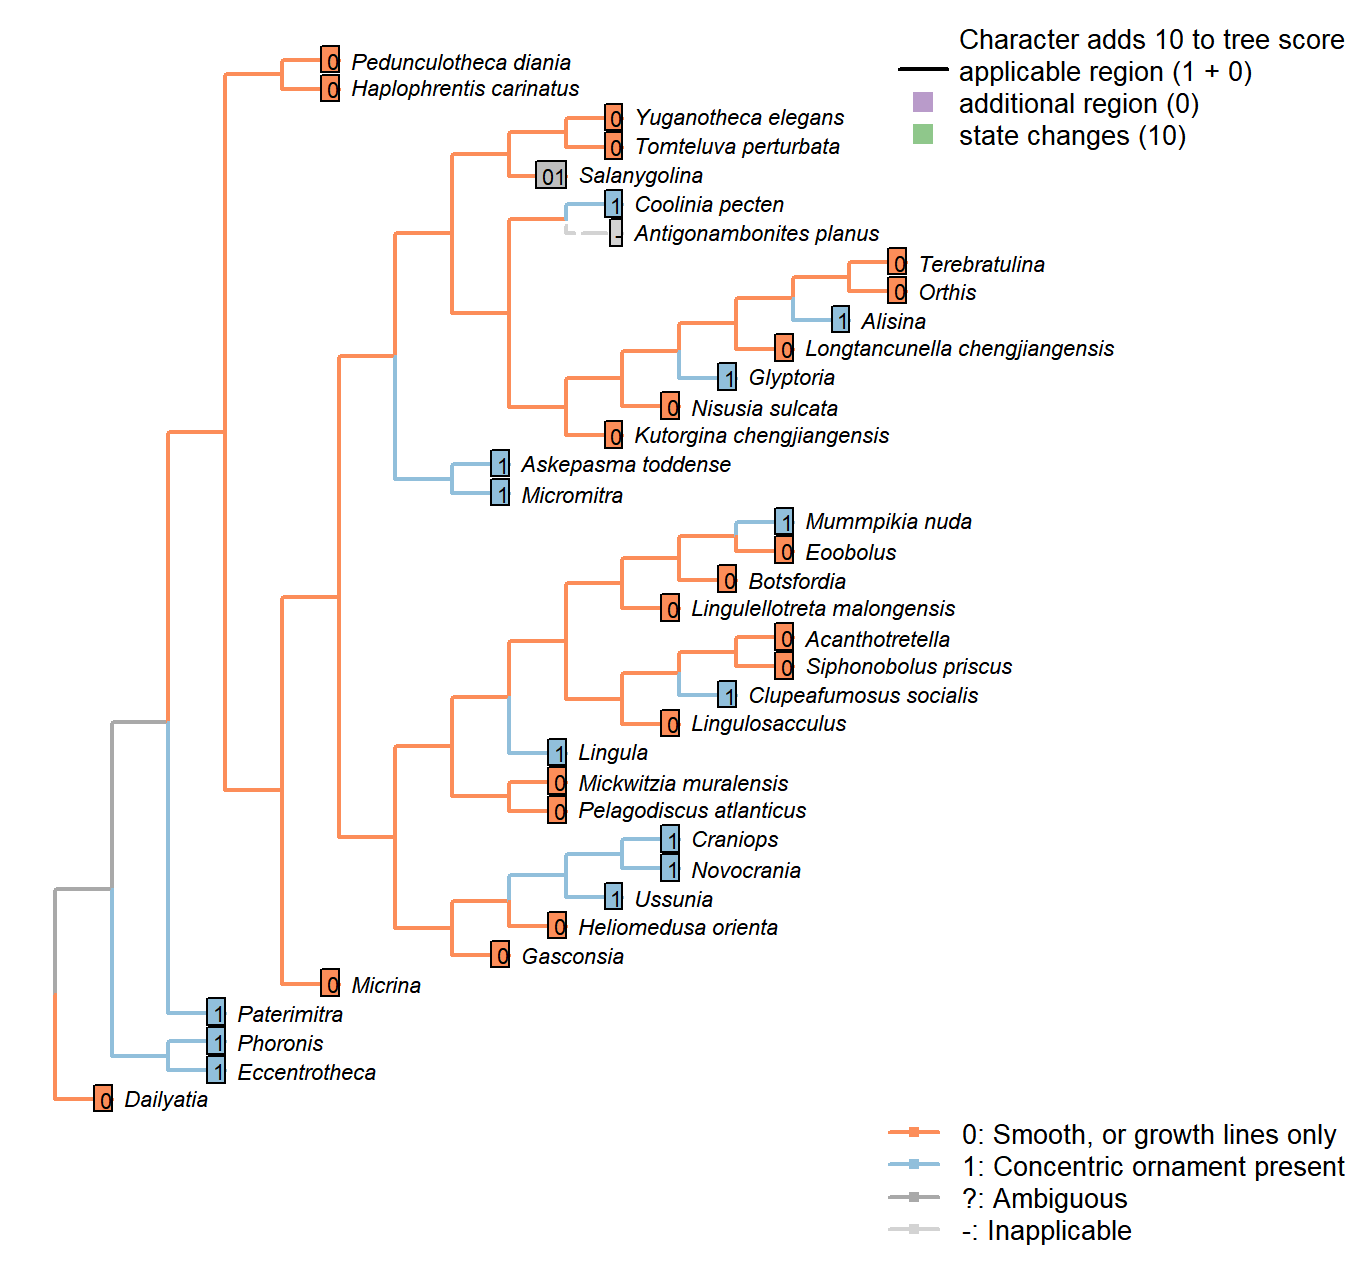 Character adds 10 to tree score
applicable region (1 + 0)
additional region (0)
state changes (10)
0 Pedunculotheca diania
0 Haplophrentis carinatus
0 Yuganotheca elegans
0 Tomteluva perturbata
01 Salanygolina
1 Coolinia pecten
- Antigonambonites planus
0 Terebratulina
0 Orthis
1 Alisina
0 Longtancunella chengjiangensis
1 Glyptoria
0 Nisusia sulcata
0 Kutorgina chengjiangensis
1 Askepasma toddense
1 Micromitra
1 Mummpikia nuda
0 Eoobolus
0 Botsfordia
0 Lingulellotreta malongensis
0 Acanthotretella
0 Siphonobolus priscus
1 Clupeafumosus socialis
0 Lingulosacculus
1 Lingula
0 Mickwitzia muralensis
0 Pelagodiscus atlanticus
1 Craniops
1 Novocrania
1 Ussunia
0 Heliomedusa orienta
0 Gasconsia
0 Micrina
1 Paterimitra
1 Phoronis
1 Eccentrotheca
0 Dailyatia
0: Smooth, or growth lines only
1: Concentric ornament present
?: Ambiguous
-: Inapplicable